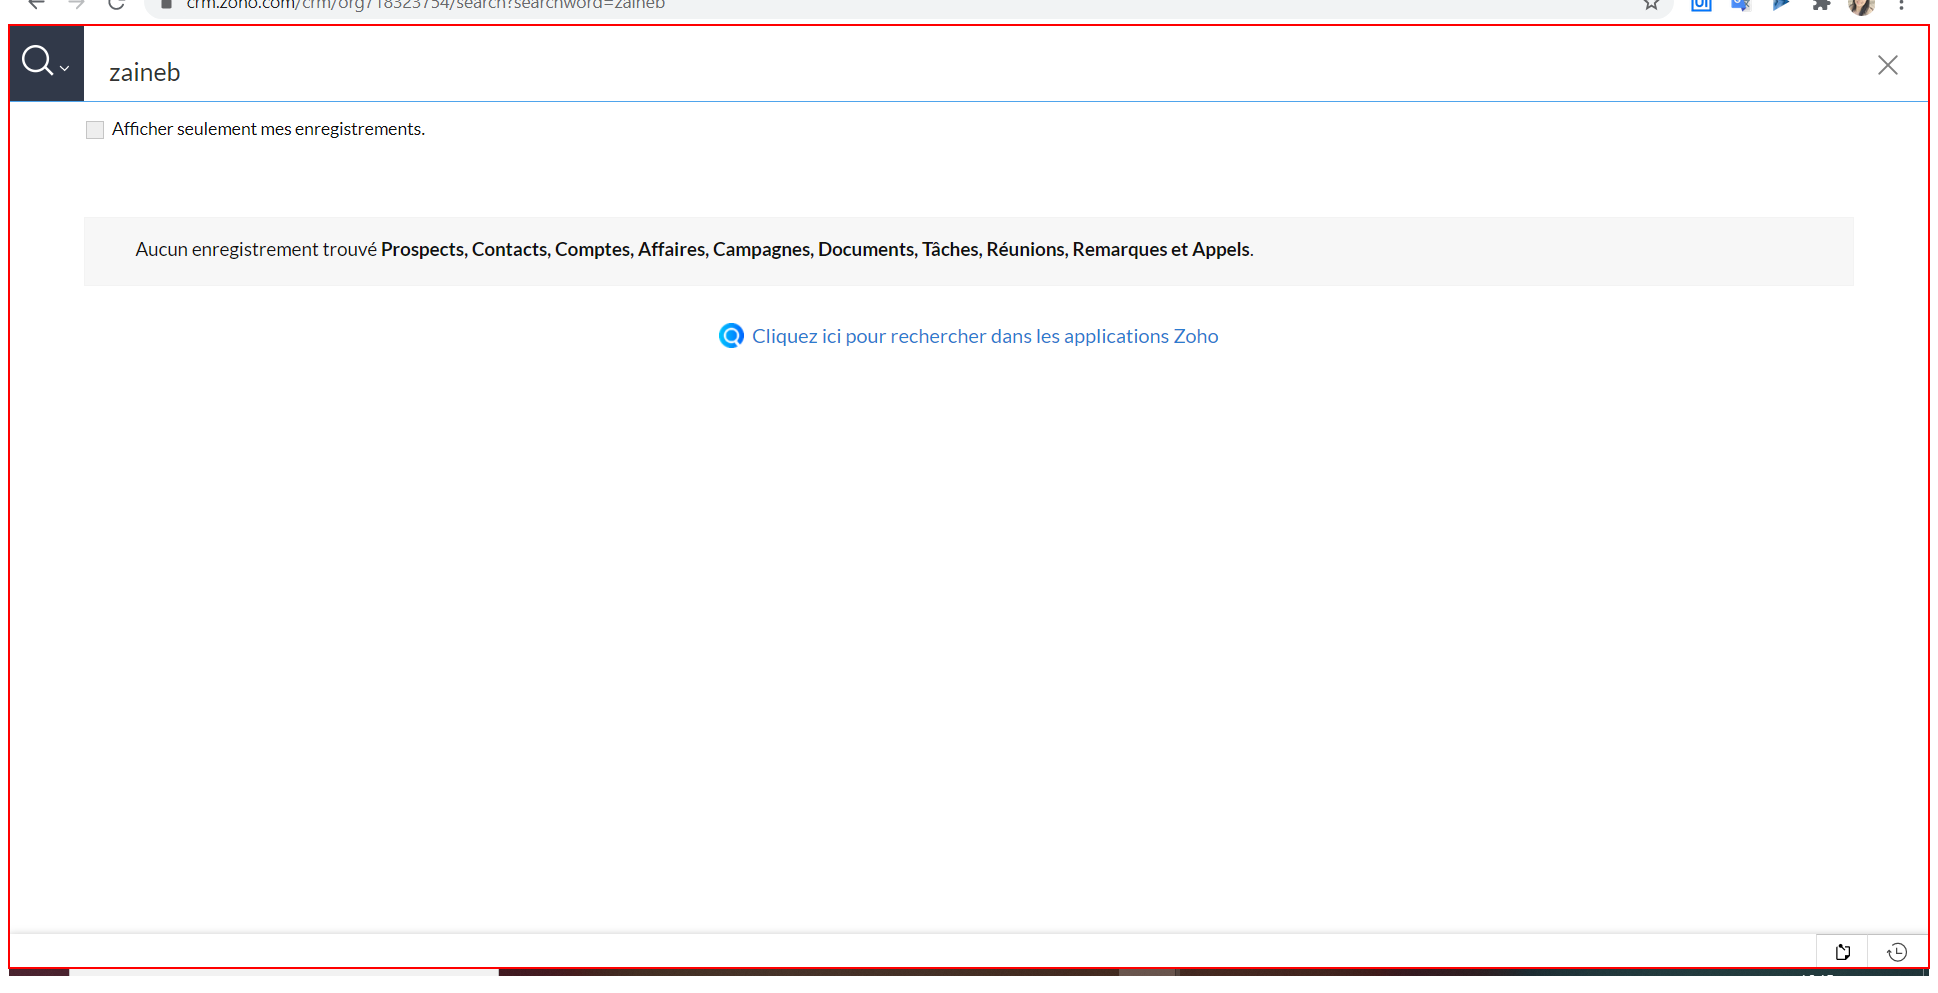 crm.zoho.com/crm/org718323754/search?searchword=zaineb
zaineb
Afficher seulement mes enregistrements.
Aucun enregistrement trouvé Prospects, Contacts, Comptes, Affaires, Campagnes, Documents, Tâches, Réunions, Remarques et Appels.
Cliquez ici pour rechercher dans les applications Zoho